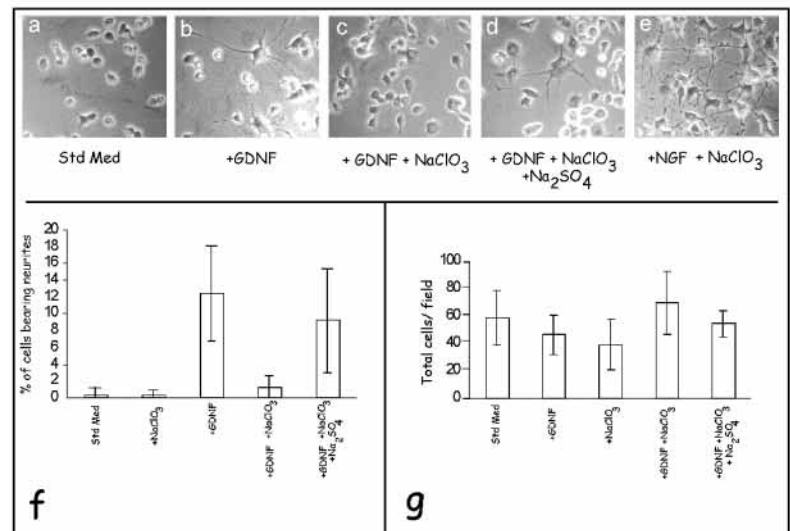 a b c d e
Std Med +GDNF + GDNF + NaClO3 + GDNF + NaClO3 +NGF + NaClO3
+Na2SO4
% of cells bearing neurites
20
18
16
14
12
10
8
6
4
2
0
Std Med
+NaClO3
+GDNF
+GDNF +NaClO3
+GDNF +NaClO3
+Na2SO4
f
Total cells/ field
100
80
60
40
20
0
Std Med
+GDNF
+NaClO3
+GDNF +NaClO3
+GDNF +NaClO3
+ Na2SO4
g